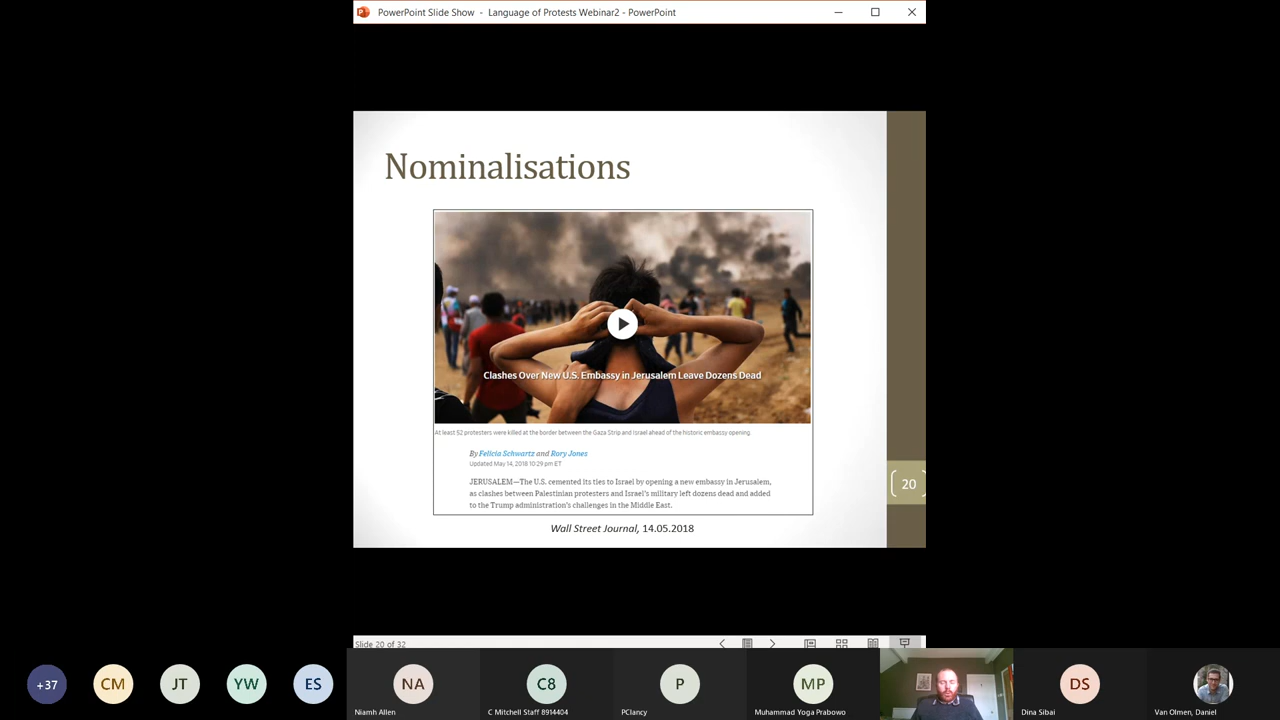 PowerPoint Slide Show - Language of Protests Webinar2 - PowerPoint
Nominalisations
Clashes Over New U.S. Embassy in Jerusalem Leave Dozens Dead
At least 52 protesters were killed at the border between the Gaza Strip and Israel ahead of the historic embassy opening.
By Felicia Schwartz and Rory Jones
Updated May 14, 2018 10:29 pm ET
JERUSALEM—The U.S. cemented its ties to Israel by opening a new embassy in Jerusalem,
as clashes between Palestinian protesters and Israel's military left dozens dead and added
to the Trump administration's challenges in the Middle East.
20
Wall Street Journal, 14.05.2018
Slide 20 of 32
+37
CM
JT
YW
ES
NA
C8
P
MP
DS
Niamh Allen
C Mitchell Staff 8914404
PClancy
Muhammad Yoga Prabowo
Dina Sibai
Van Olmen, Daniel